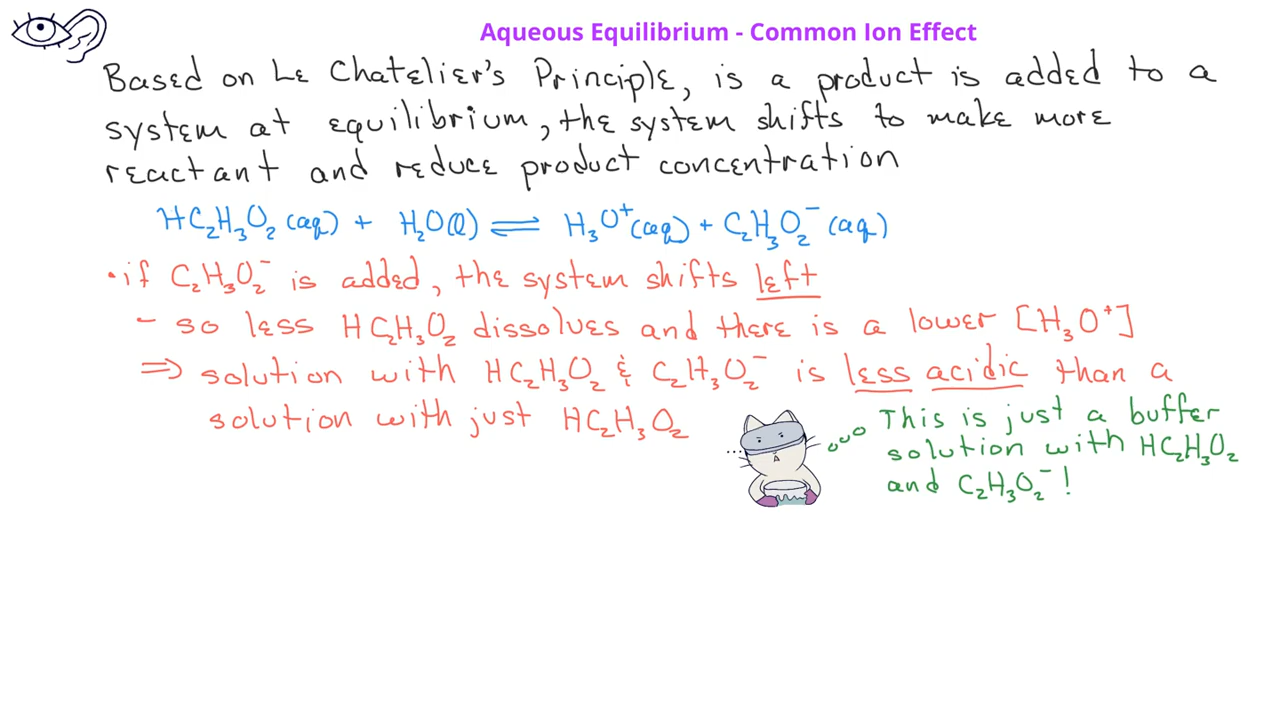 Aqueous Equilibrium - Common Ion Effect
Based on Le Chatelier's Principle, is a product is added to a
system at equilibrium, the system shifts to make more
reactant and reduce product concentration
HC₂H₃O₂ (aq) + H₂O(l) ⇌ H₃O⁺(aq) + C₂H₃O₂⁻ (aq)
• if C₂H₃O₂⁻ is added, the system shifts left
- so less HC₂H₃O₂ dissolves and there is a lower [H₃O⁺]
⇒ solution with HC₂H₃O₂ & C₂H₃O₂⁻ is less acidic than a
solution with just HC₂H₃O₂
This is just a buffer
solution with HC₂H₃O₂
and C₂H₃O₂⁻!